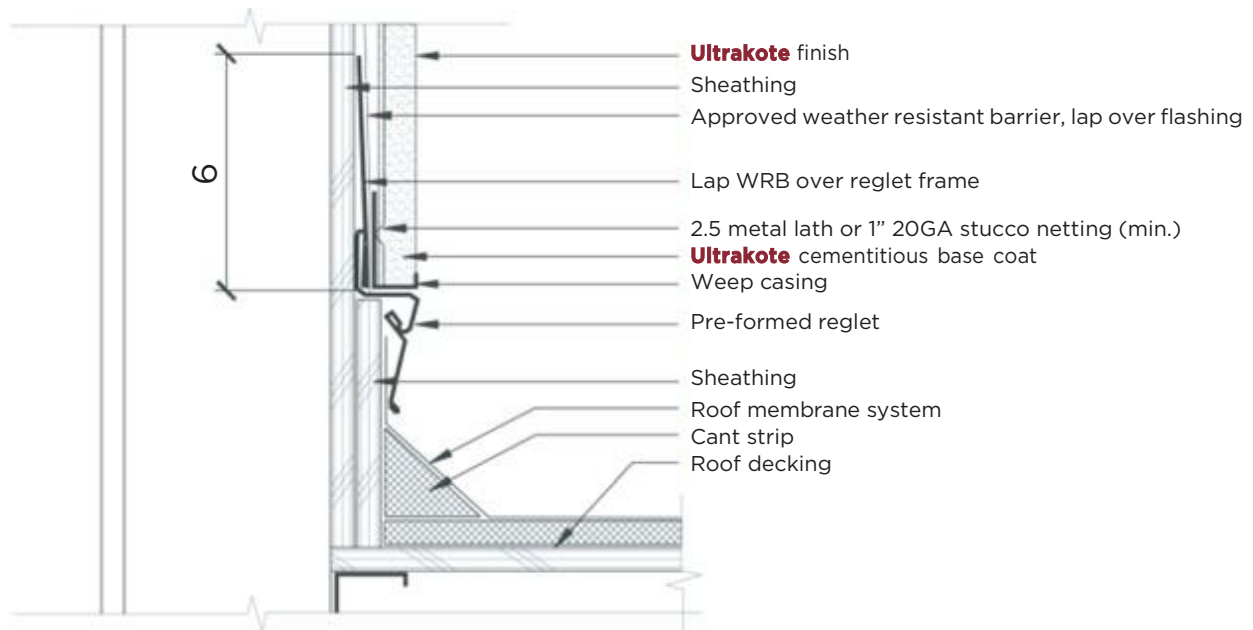 Ultrakote finish
Sheathing
Approved weather resistant barrier, lap over flashing
6
Lap WRB over reglet frame
2.5 metal lath or 1” 20GA stucco netting (min.)
Ultrakote cementitious base coat
Weep casing
Pre-formed reglet
Sheathing
Roof membrane system
Cant strip
Roof decking